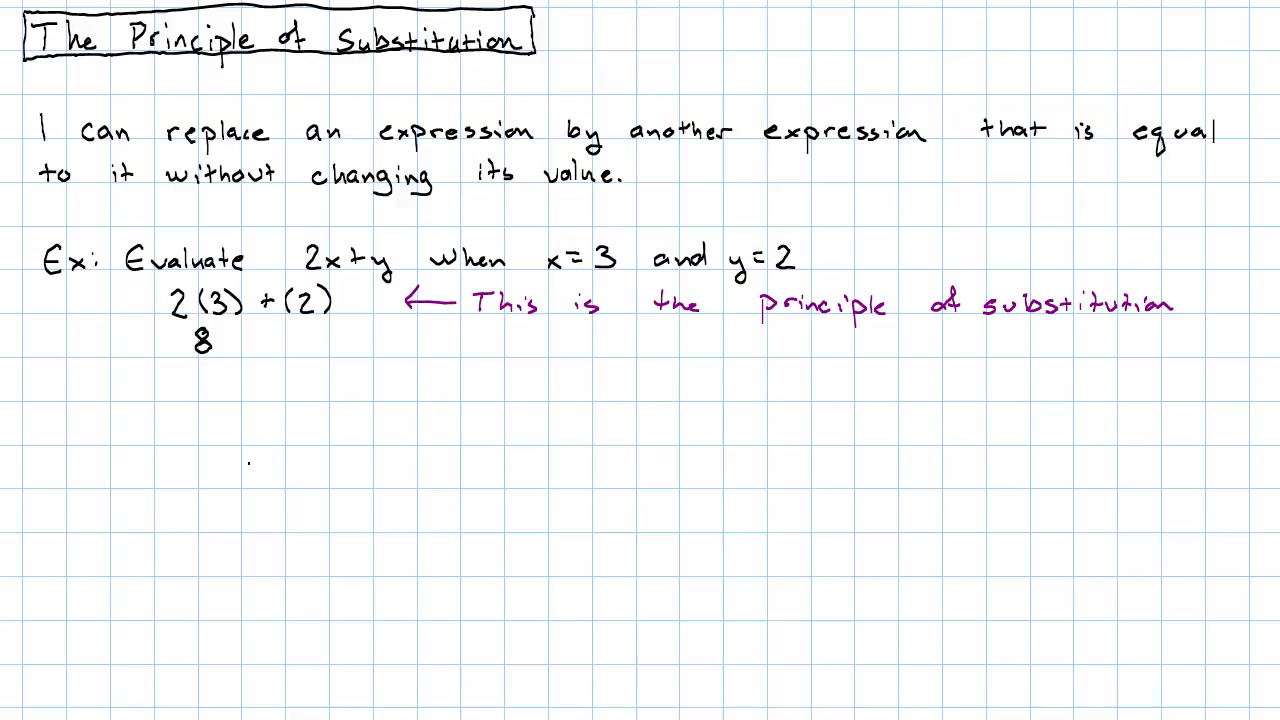 The Principle of Substitution
I can replace an expression by another expression that is equal
to it without changing its value.
Ex: Evaluate 2x+y when x=3 and y=2
2(3)+(2) ← This is the principle of substitution
8